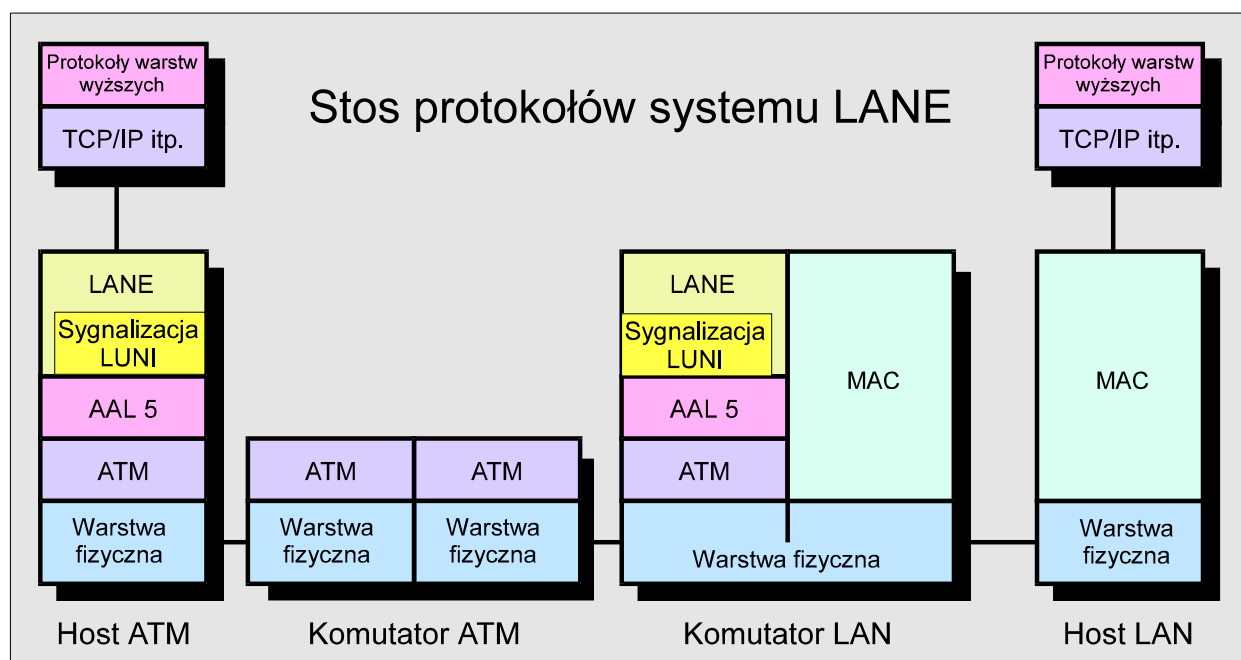 Protokoły warstw
wyższych
TCP/IP itp.
Stos protokołów systemu LANE
Protokoły warstw
wyższych
TCP/IP itp.
LANE
Sygnalizacja
LUNI
AAL 5
ATM
Warstwa
fizyczna
ATM
ATM
Warstwa
fizyczna
Warstwa
fizyczna
LANE
Sygnalizacja
LUNI
AAL 5
ATM
MAC
Warstwa fizyczna
MAC
Warstwa
fizyczna
Host ATM
Komutator ATM
Komutator LAN
Host LAN